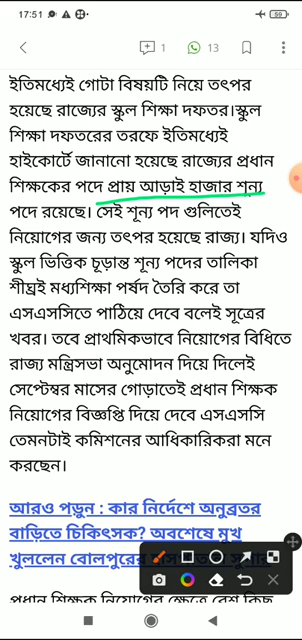 17:51
59
1
13
ইতিমধ্যেই গোটা বিষয়টি নিয়ে তৎপর
হয়েছে রাজ্যের স্কুল শিক্ষা দফতর।স্কুল
শিক্ষা দফতরের তরফে ইতিমধ্যেই
হাইকোর্টে জানানো হয়েছে রাজ্যের প্রধান
শিক্ষকের পদে প্রায় আড়াই হাজার শূন্য
পদে রয়েছে। সেই শূন্য পদ গুলিতেই
নিয়োগের জন্য তৎপর হয়েছে রাজ্য। যদিও
স্কুল ভিত্তিক চূড়ান্ত শূন্য পদের তালিকা
শীঘ্রই মধ্যশিক্ষা পর্ষদ তৈরি করে তা
এসএসসিতে পাঠিয়ে দেবে বলেই সূত্রের
খবর। তবে প্রাথমিকভাবে নিয়োগের বিধিতে
রাজ্য মন্ত্রিসভা অনুমোদন দিয়ে দিলেই
সেপ্টেম্বর মাসের গোড়াতেই প্রধান শিক্ষক
নিয়োগের বিজ্ঞপ্তি দিয়ে দেবে এসএসসি
তেমনটাই কমিশনের আধিকারিকরা মনে
করছেন।
আরও পড়ুন : কার নির্দেশে অনুব্রতর
বাড়িতে চিকিৎসক? অবশেষে মুখ
খুললেন বোলপুরের
প্রধান শিক্ষক নিয়োগের ক্ষেত্রে বেশ কিছু